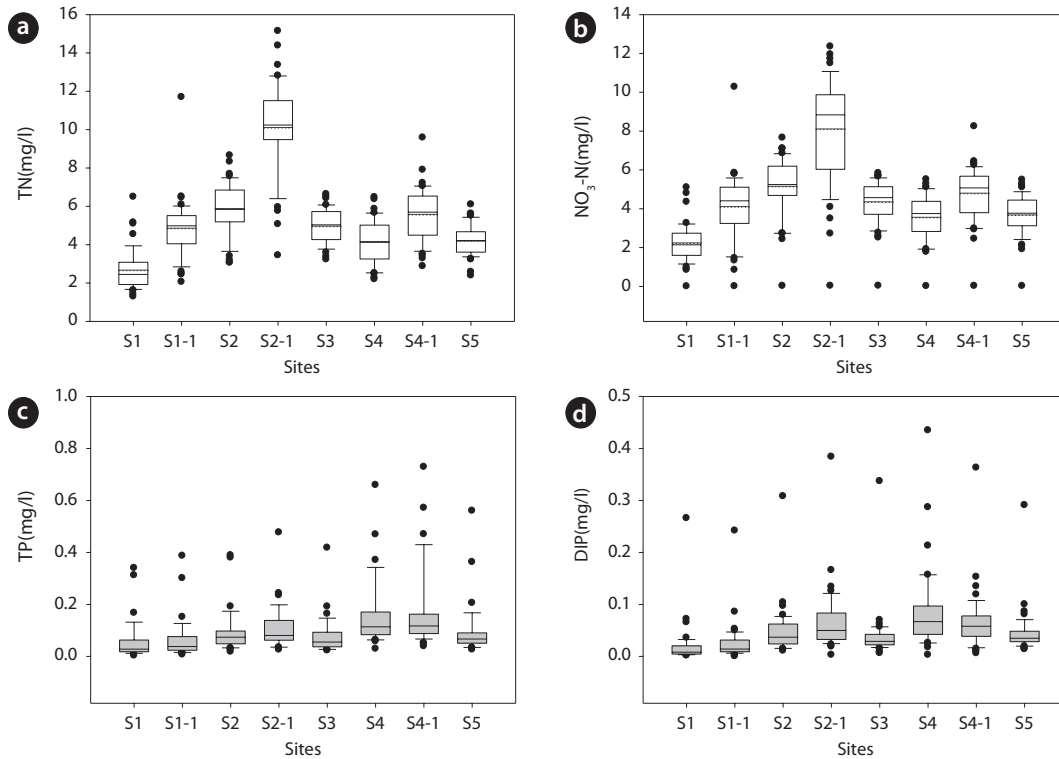 a
TN(mg/l)
16
14
12
10
8
6
4
2
0
S1 S1-1 S2 S2-1 S3 S4 S4-1 S5
Sites
b
NO₃-N(mg/l)
14
12
10
8
6
4
2
0
S1 S1-1 S2 S2-1 S3 S4 S4-1 S5
Sites
c
TP(mg/l)
1.0
0.8
0.6
0.4
0.2
0.0
S1 S1-1 S2 S2-1 S3 S4 S4-1 S5
Sites
d
DIP(mg/l)
0.5
0.4
0.3
0.2
0.1
0.0
S1 S1-1 S2 S2-1 S3 S4 S4-1 S5
Sites